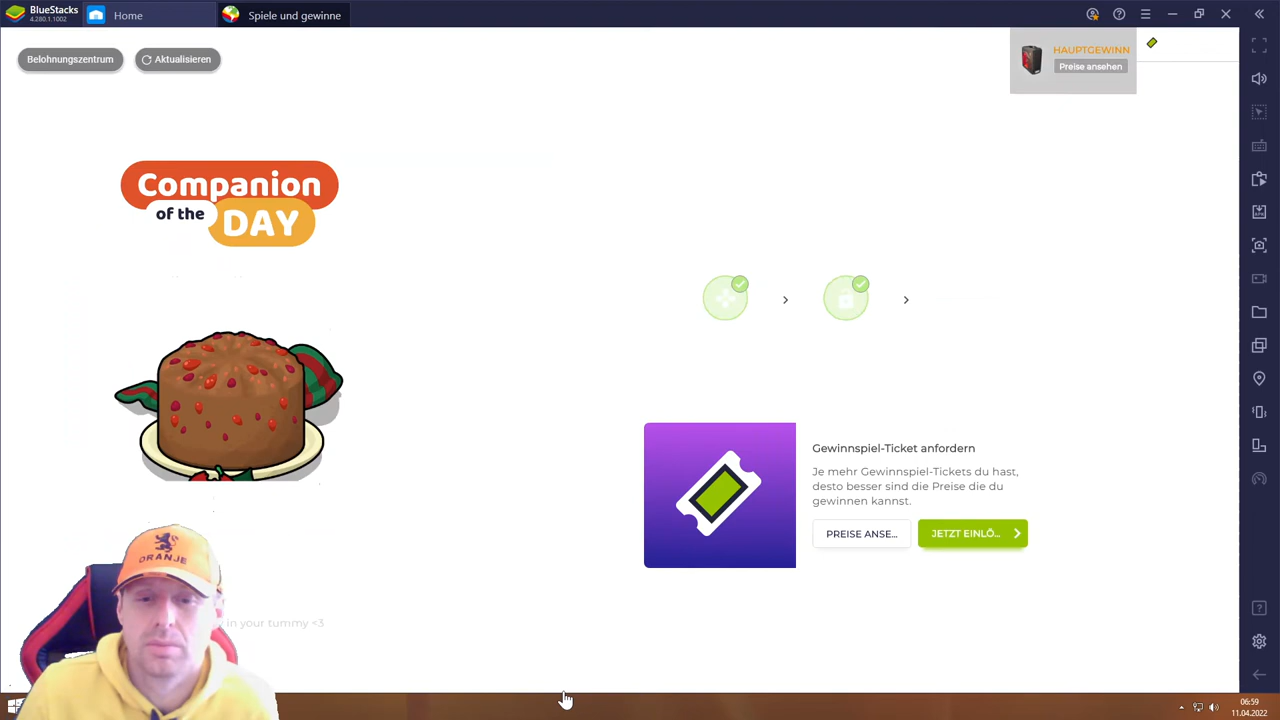 BlueStacks
4.280.1.1002
Home
Spiele und gewinne
Belohnungszentrum
Aktualisieren
HAUPTGEWINN
Preise ansehen
Companion
of the
DAY
Gewinnspiel-Ticket anfordern
Je mehr Gewinnspiel-Tickets du hast,
desto besser sind die Preise die du
gewinnen kannst.
PREISE ANSE...
JETZT EINLÖ...
ORANJE
in your tummy <3
06:59
11.04.2022